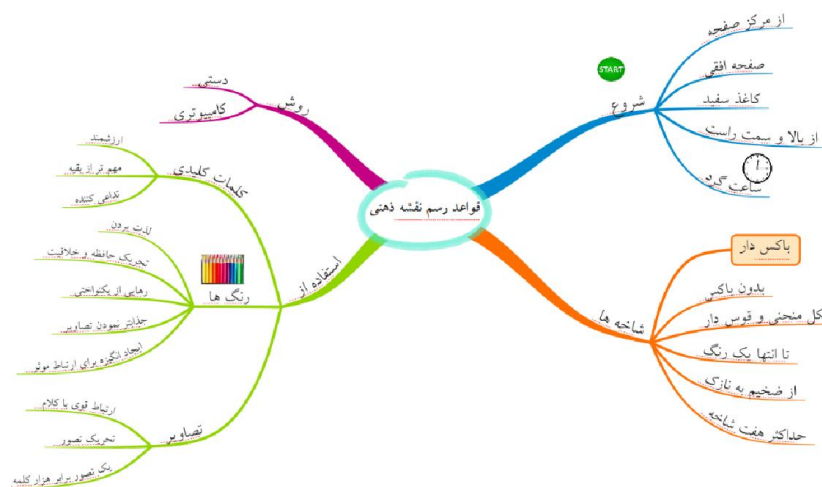 قواعد رسم نقشه ذهنی
START
شروع
از مرکز صفحه
صفحه افقی
کاغذ سفید
از بالا و سمت راست
ساعت گرد
شاخه ها
باکس دار
بدون باکس
کل منحنی و قوس دار
تا انتها یک رنگ
از ضخیم به نازک
حداکثر هفت شاخه
استفاده از
تصاویر
ارتباط قوی با کلام
تحریک تصور
یک تصور برابر هزار کلمه
رنگ ها
لذت بردن
تحریک حافظه و خلاقیت
رهایی از یکنواختی
جذابتر نمودن تصاویر
ایجاد انگیزه برای ارتباط موثر
کلمات کلیدی
ارزشمند
مهم تر از بقیه
تداعی کننده
روش
دستی
کامپیوتری